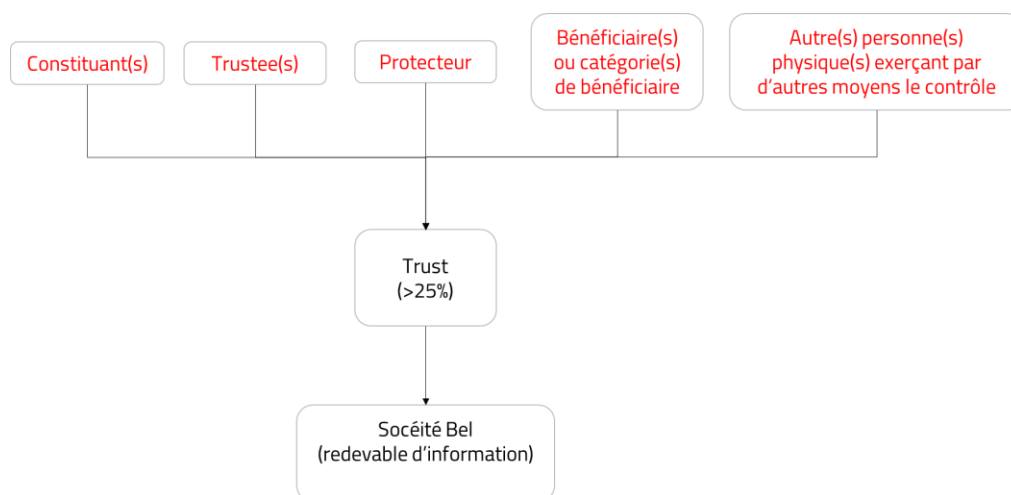 Constituant(s)
Trustee(s)
Protecteur
Bénéficiaire(s)
ou catégorie(s)
de bénéficiaire
Autre(s) personne(s)
physique(s) exerçant par
d'autres moyens le contrôle
Trust
(>25%)
Socéité Bel
(redevable d'information)